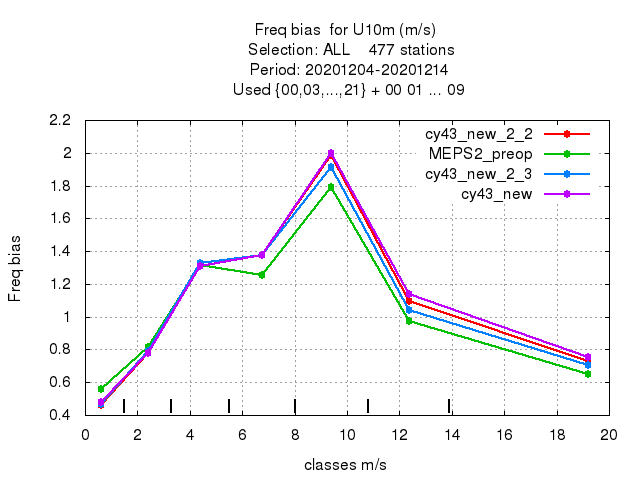 Freq bias  for U10m (m/s)
Selection: ALL    477 stations
Period: 20201204-20201214
Used {00,03,...,21} + 00 01 ... 09
cy43_new_2_2
MEPS2_preop
cy43_new_2_3
cy43_new
Freq bias
2.2
2
1.8
1.6
1.4
1.2
1
0.8
0.6
0.4
0 2 4 6 8 10 12 14 16 18 20
classes m/s